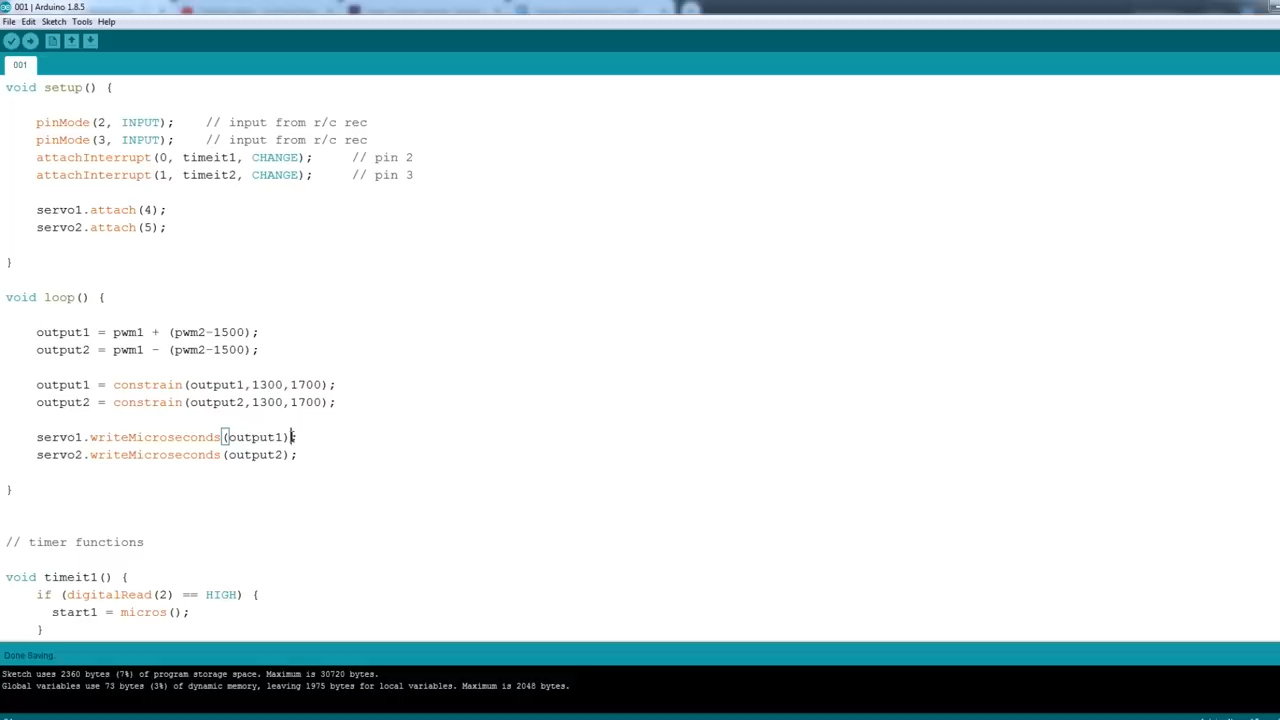 001 | Arduino 1.8.5
File Edit Sketch Tools Help
001
void setup() {
pinMode(2, INPUT); // input from r/c rec
pinMode(3, INPUT); // input from r/c rec
attachInterrupt(0, timeit1, CHANGE); // pin 2
attachInterrupt(1, timeit2, CHANGE); // pin 3
servo1.attach(4);
servo2.attach(5);
}
void loop() {
output1 = pwm1 + (pwm2-1500);
output2 = pwm1 - (pwm2-1500);
output1 = constrain(output1,1300,1700);
output2 = constrain(output2,1300,1700);
servo1.writeMicroseconds(output1);
servo2.writeMicroseconds(output2);
}
// timer functions
void timeit1() {
if (digitalRead(2) == HIGH) {
start1 = micros();
}
Done Saving.
Sketch uses 2360 bytes (7%) of program storage space. Maximum is 30720 bytes.
Global variables use 73 bytes (3%) of dynamic memory, leaving 1975 bytes for local variables. Maximum is 2048 bytes.